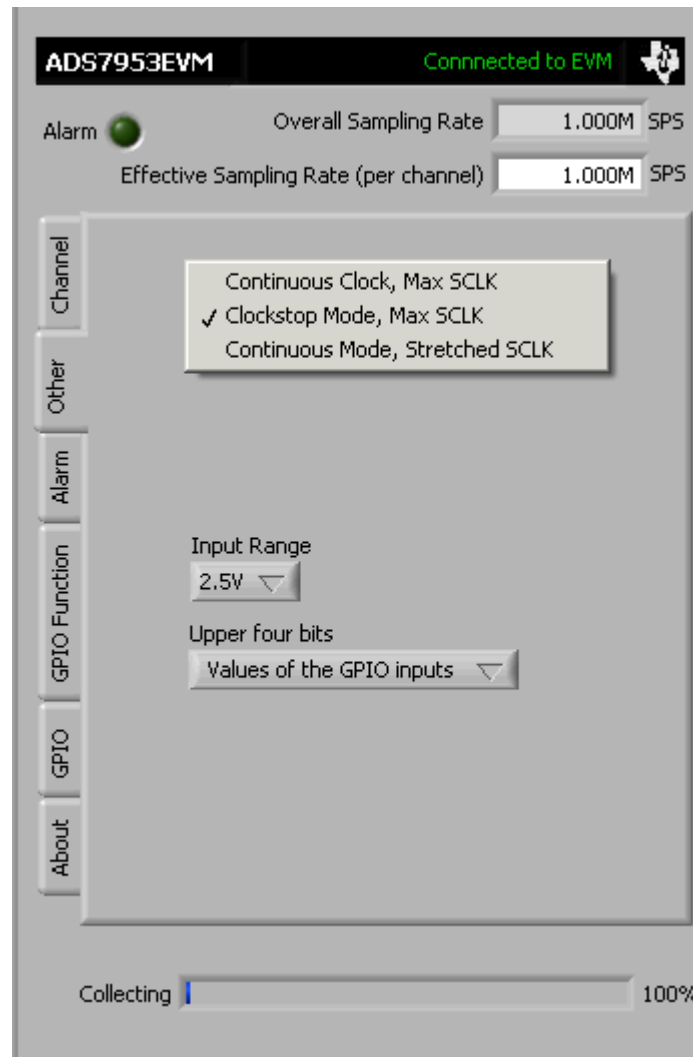 ADS7953EVM
Connnected to EVM
Alarm
Overall Sampling Rate 1.000M SPS
Effective Sampling Rate (per channel) 1.000M SPS
Channel
Other
Alarm
GPIO Function
GPIO
About
Continuous Clock, Max SCLK
✓ Clockstop Mode, Max SCLK
Continuous Mode, Stretched SCLK
Input Range
2.5V
Upper four bits
Values of the GPIO inputs
Collecting 100%